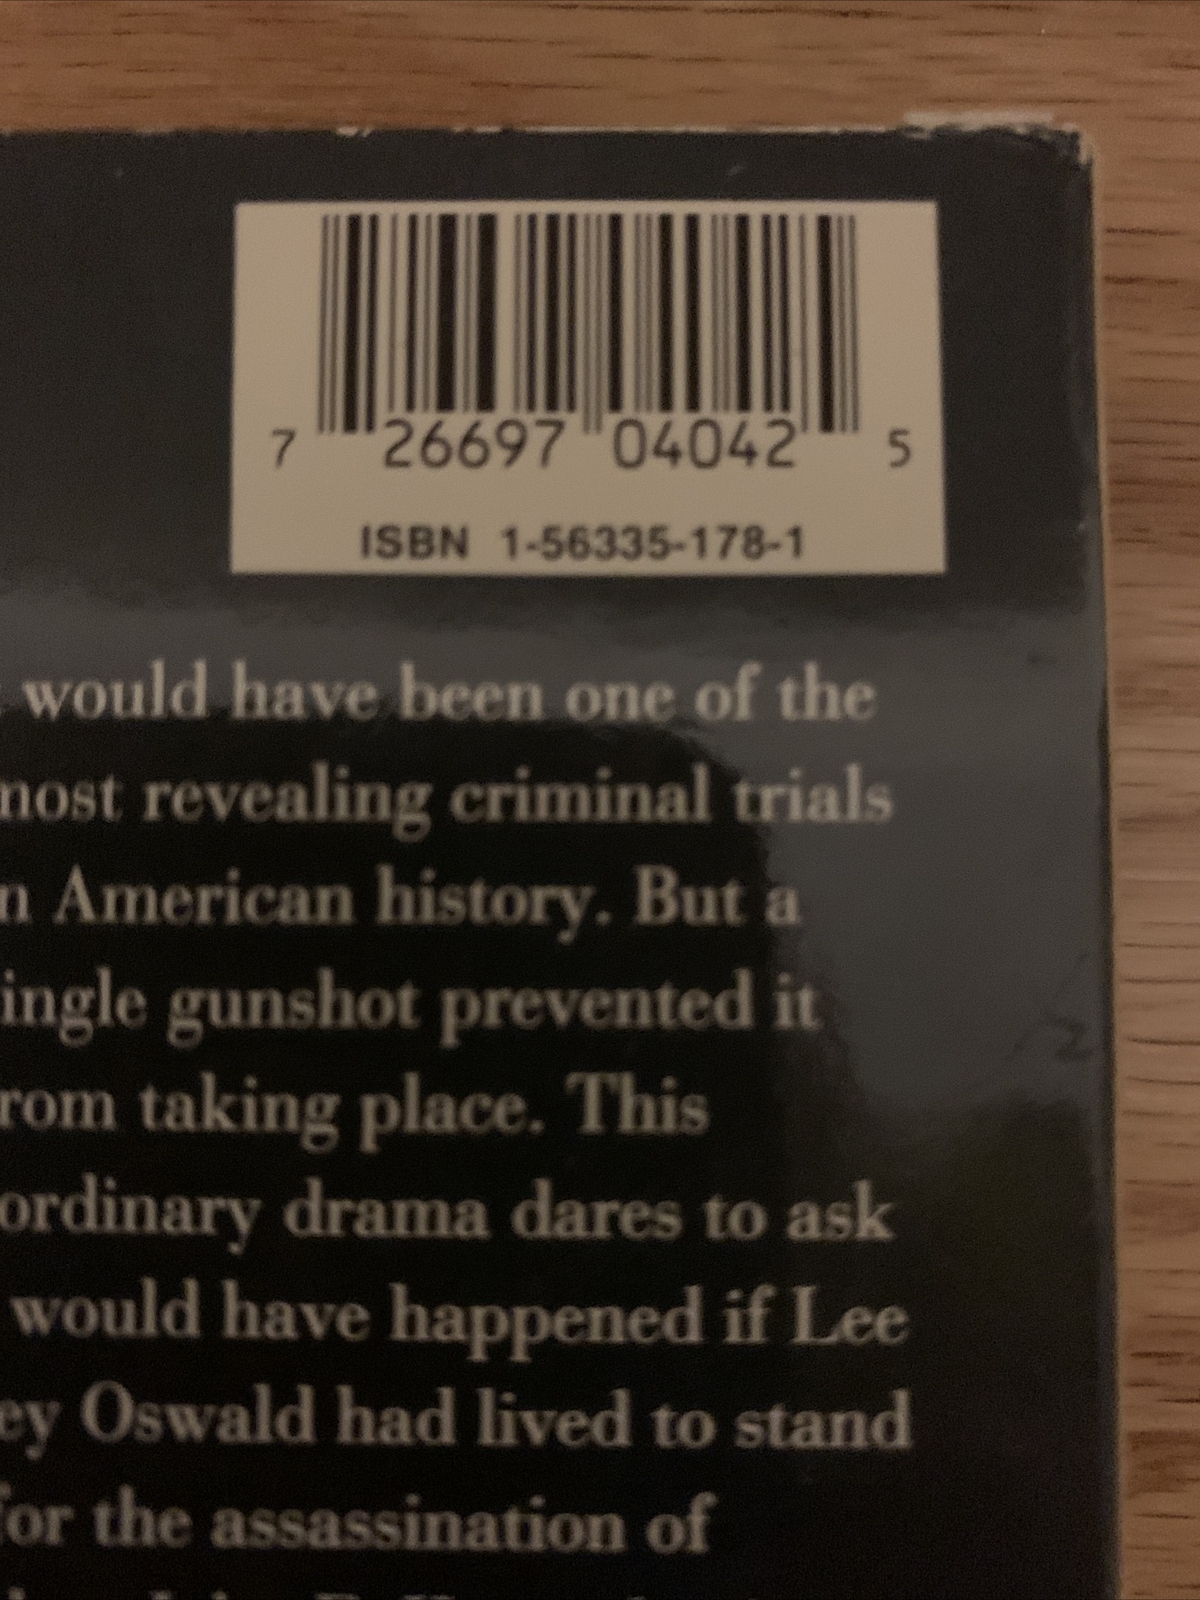 7 26697 04042 5
ISBN 1-56335-178-1
would have been one of the
most revealing criminal trials
n American history. But a
ingle gunshot prevented it
rom taking place. This
ordinary drama dares to ask
would have happened if Lee
ey Oswald had lived to stand
for the assassination of